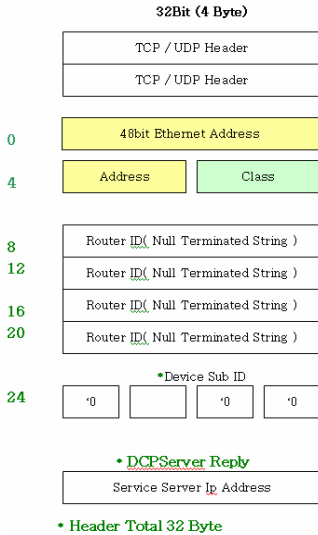 32Bit (4 Byte)
TCP / UDP Header
TCP / UDP Header
0 48bit Ethernet Address
4 Address Class
8 Router ID( Null Terminated String )
12 Router ID( Null Terminated String )
16 Router ID( Null Terminated String )
20 Router ID( Null Terminated String )
*Device Sub ID
24 '0 '0 '0
* DCPServer Reply
Service Server Ip Address
* Header Total 32 Byte